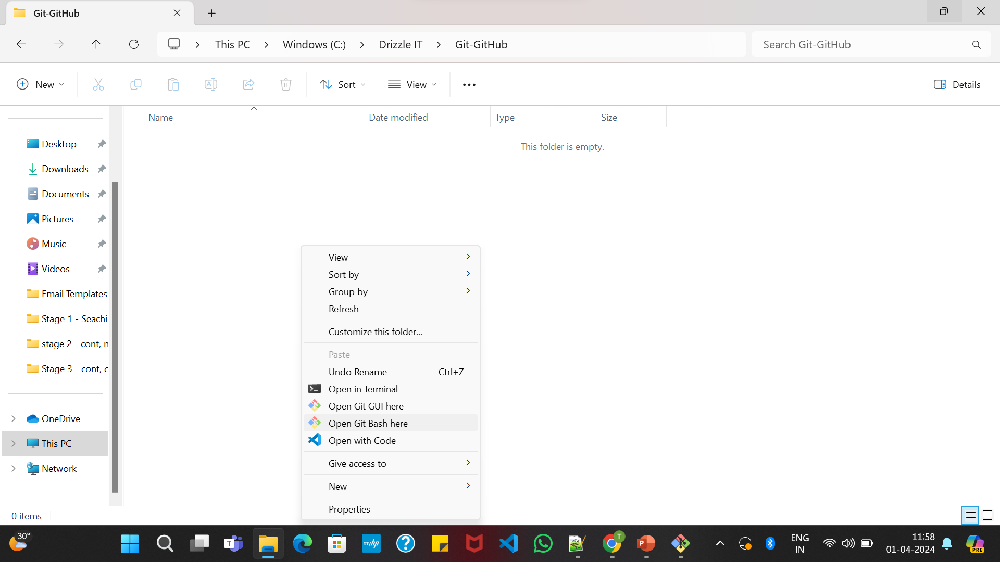 Git-GitHub
This PC
Windows (C:)
Drizzle IT
Git-GitHub
Search Git-GitHub
New
Sort
View
Details
Name
Date modified
Type
Size
This folder is empty.
Desktop
Downloads
Documents
Pictures
Music
Videos
Email Templates
Stage 1 - Seachi
stage 2 - cont, n
Stage 3 - cont, c
OneDrive
This PC
Network
View
Sort by
Group by
Refresh
Customize this folder...
Paste
Undo Rename Ctrl+Z
Open in Terminal
Open Git GUI here
Open Git Bash here
Open with Code
Give access to
New
Properties
0 items
30°
T
myhp
?
T
P
ENG
IN
11:58
01-04-2024
PRE